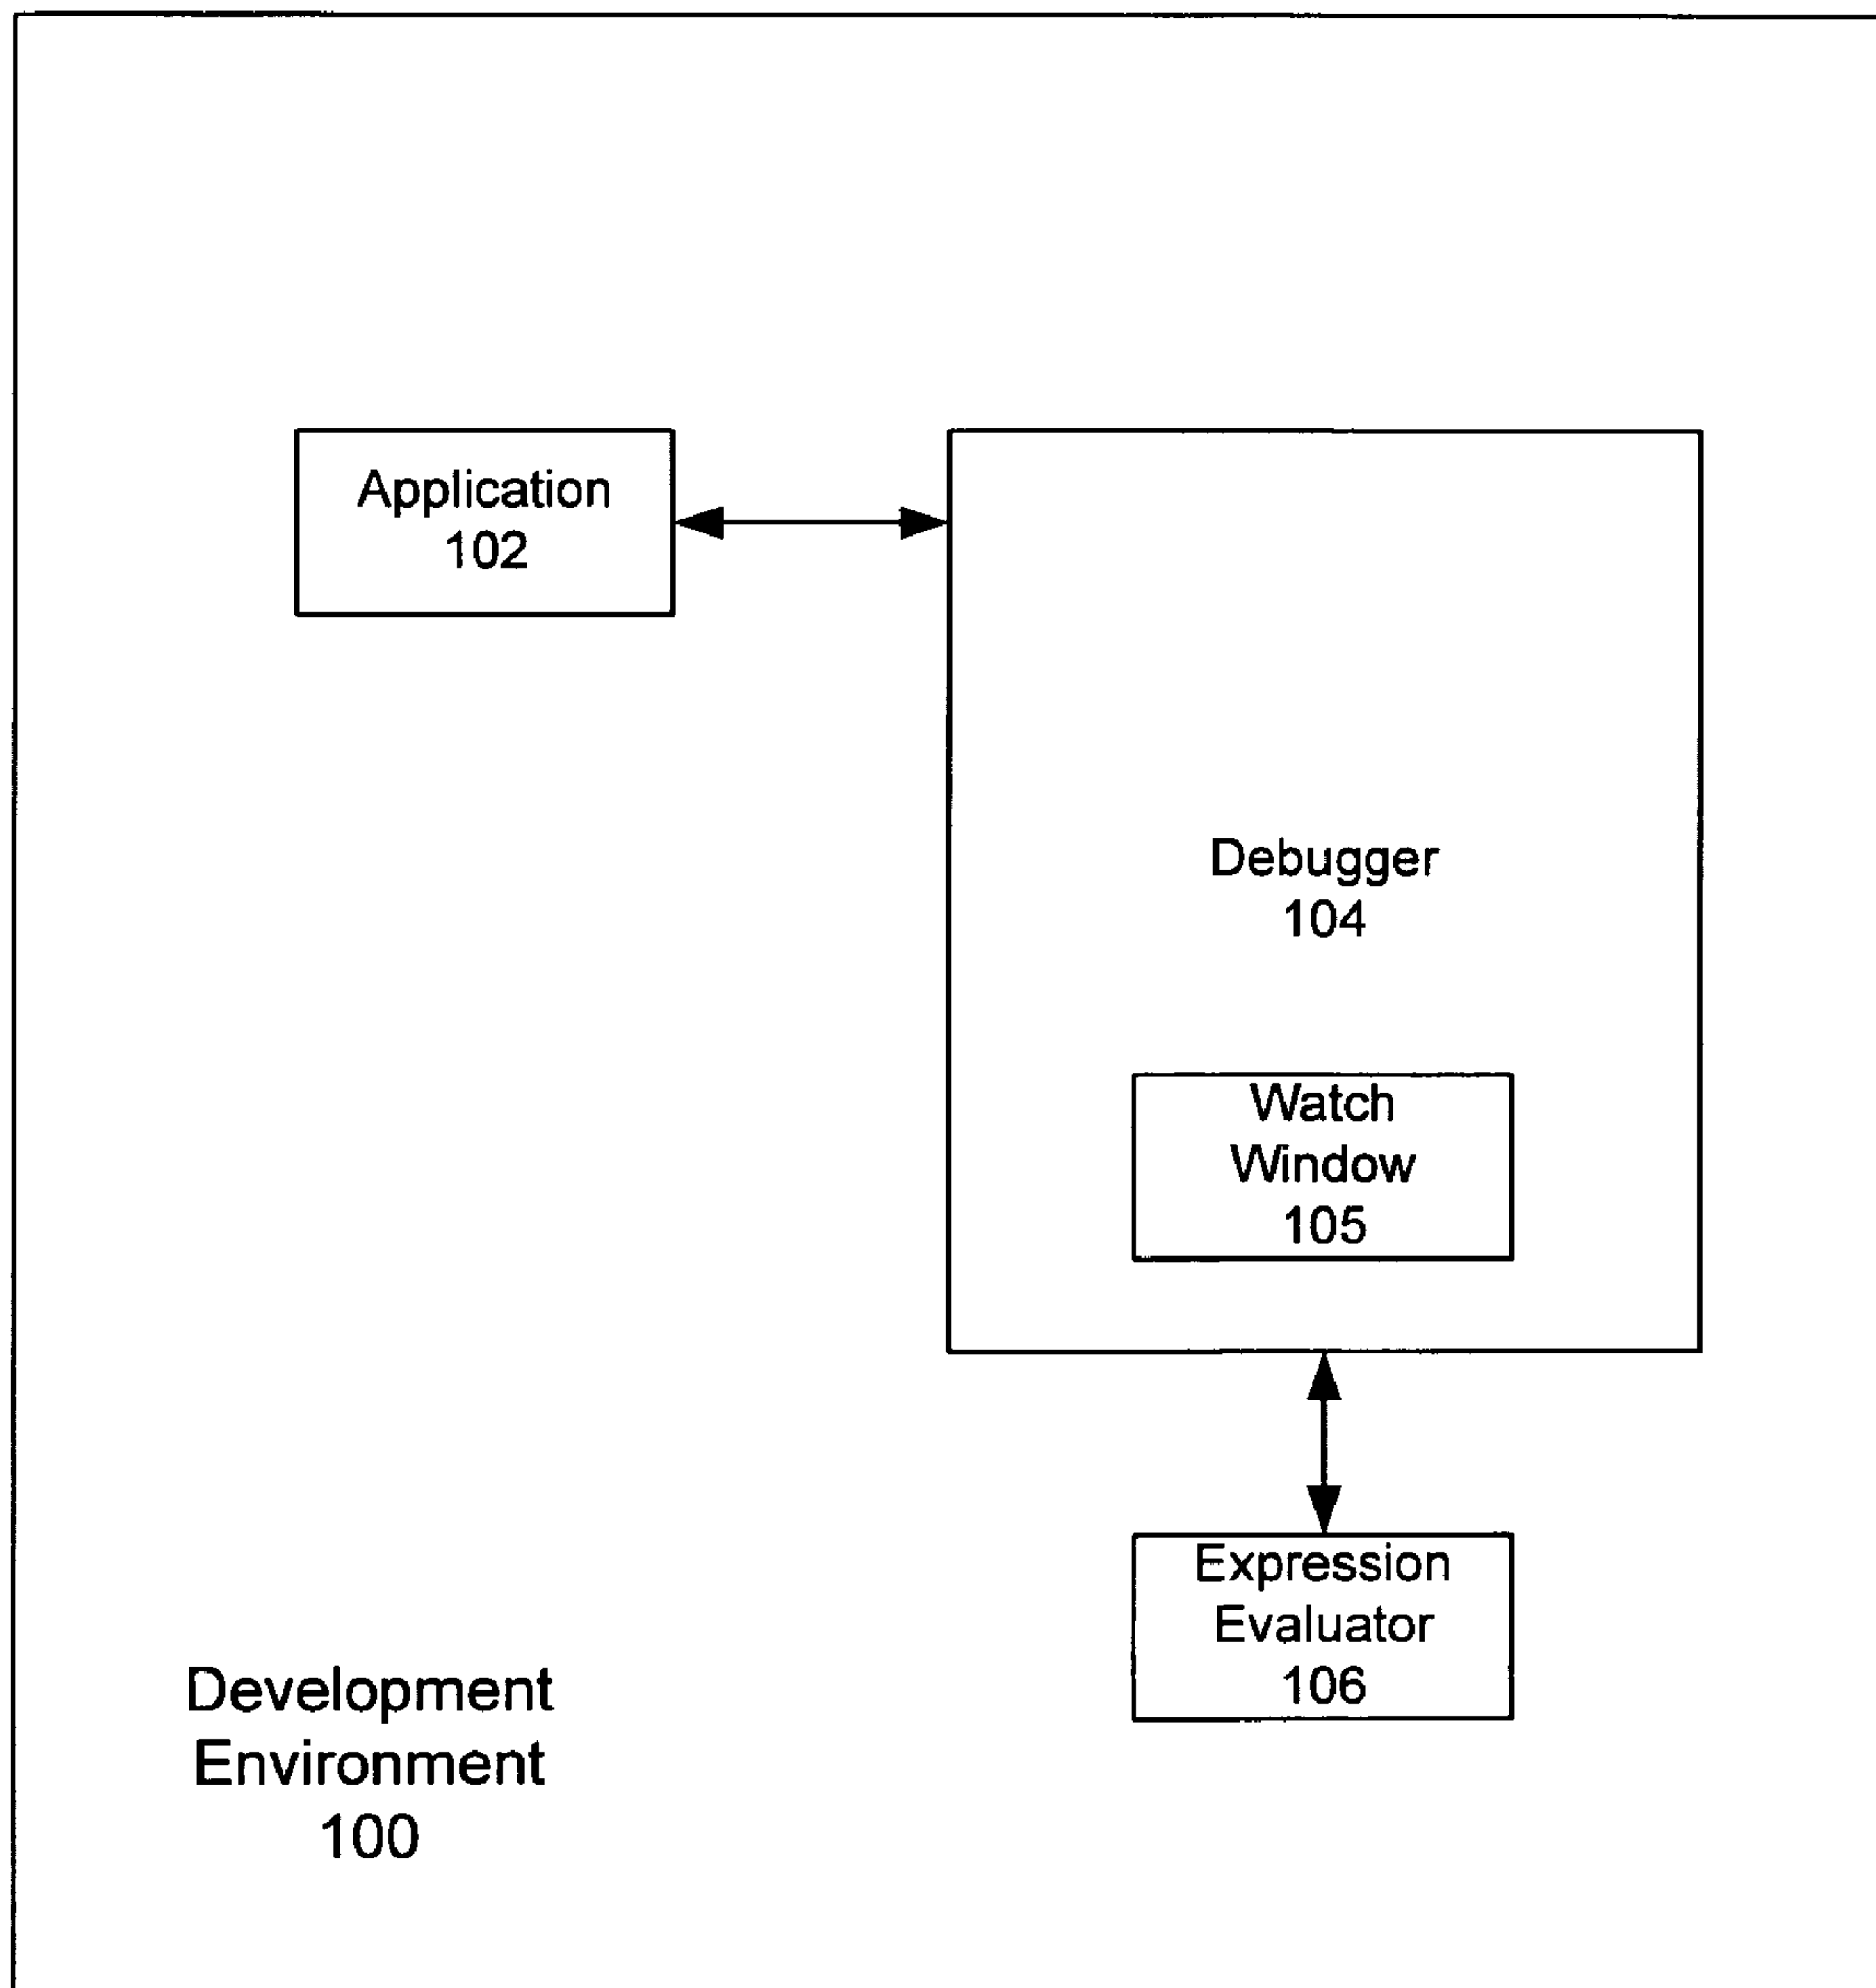 Application
102
Debugger
104
Watch
Window
105
Expression
Evaluator
106
Development
Environment
100